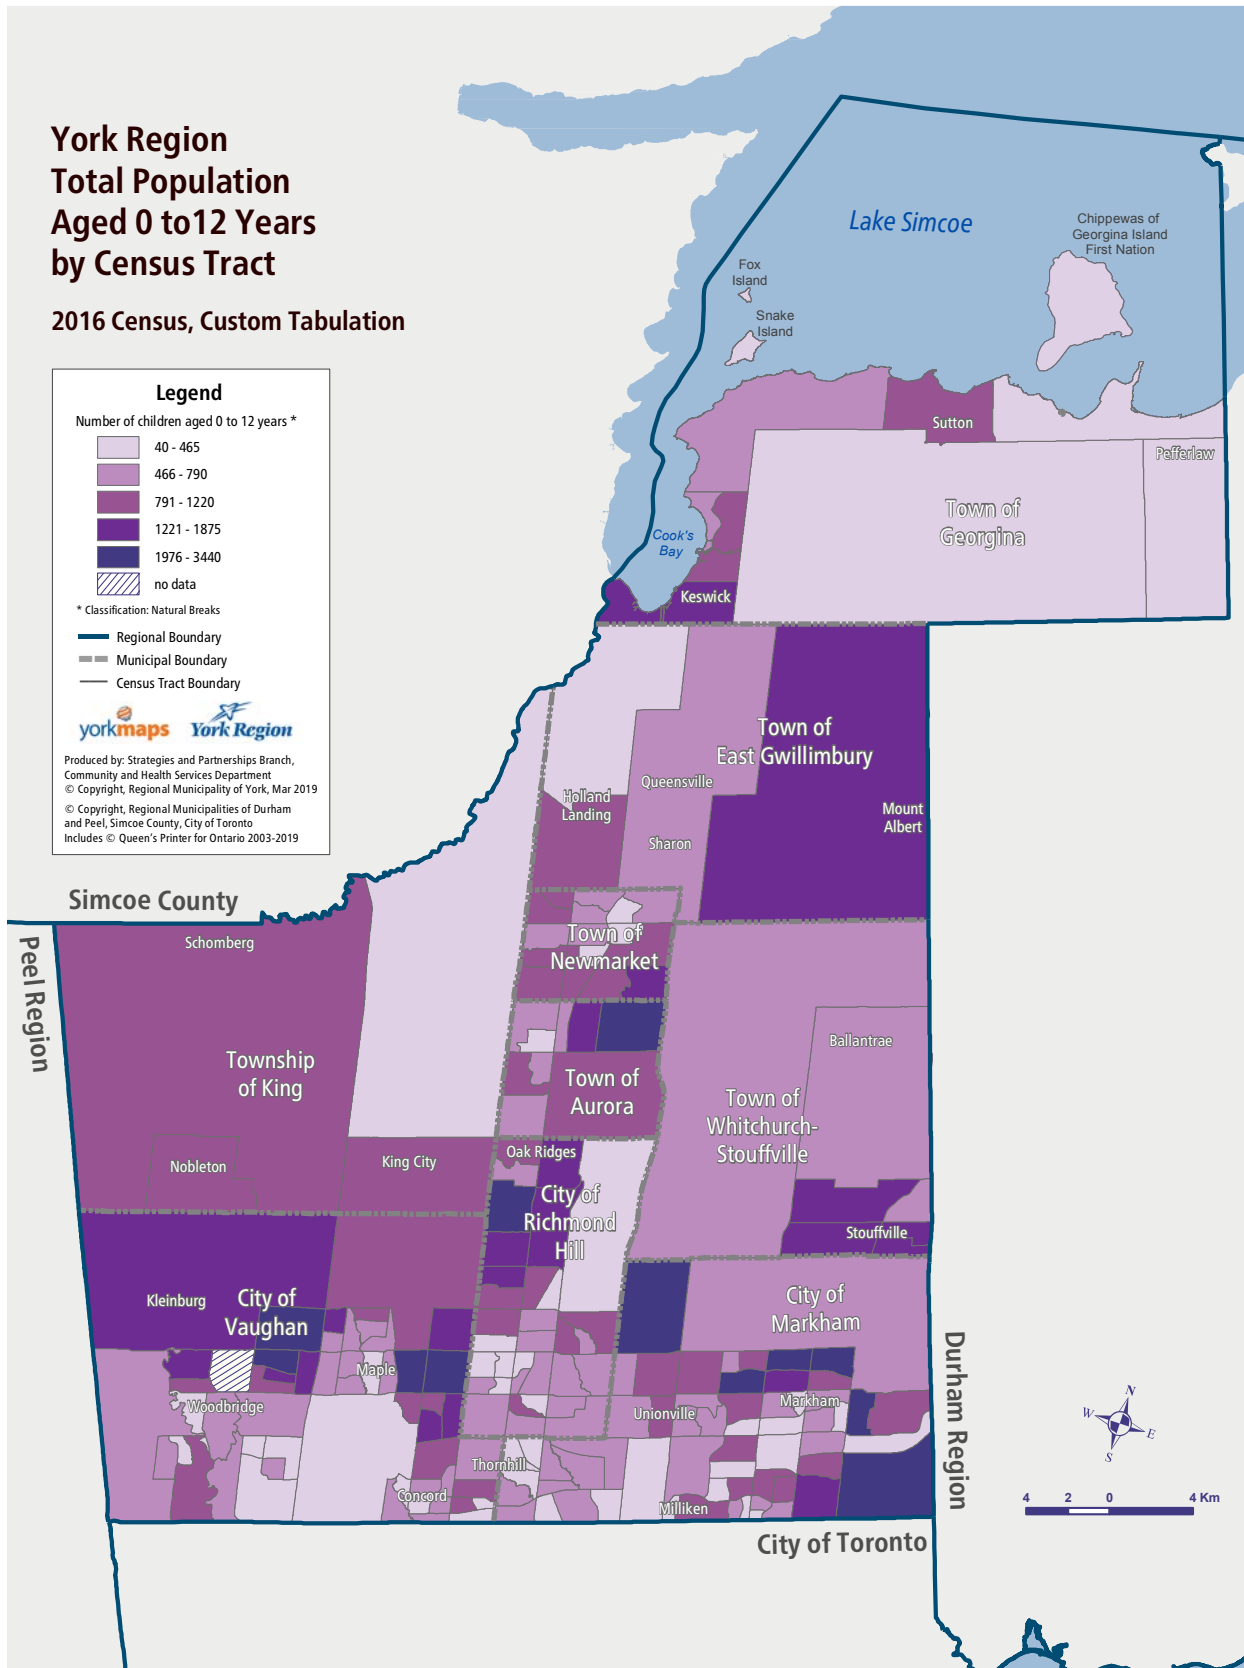 York Region
Total Population
Aged 0 to12 Years
by Census Tract
2016 Census, Custom Tabulation
Legend
Number of children aged 0 to 12 years *
40 - 465
466 - 790
791 - 1220
1221 - 1875
1976 - 3440
no data
* Classification: Natural Breaks
Regional Boundary
Municipal Boundary
Census Tract Boundary
yorkmaps
York Region
Produced by: Strategies and Partnerships Branch,
Community and Health Services Department
© Copyright, Regional Municipality of York, Mar 2019
© Copyright, Regional Municipalities of Durham
and Peel, Simcoe County, City of Toronto
Includes © Queen's Printer for Ontario 2003-2019
Lake Simcoe
Chippewas of
Georgina Island
First Nation
Fox
Island
Snake
Island
Sutton
Pefferlaw
Town of
Georgina
Cook's
Bay
Keswick
Town of
East Gwillimbury
Queensville
Holland
Landing
Mount
Albert
Sharon
Simcoe County
Peel Region
Schomberg
Town of
Newmarket
Township
of King
Ballantrae
Town of
Aurora
Town of
Whitchurch-
Stouffville
Nobleton
King City
Oak Ridges
City of
Richmond
Hill
Stouffville
Kleinburg
City of
Vaughan
City of
Markham
Maple
Woodbridge
Unionville
Markham
Thornhill
Concord
Milliken
Durham Region
City of Toronto
N
W
E
S
4 2 0 4 Km